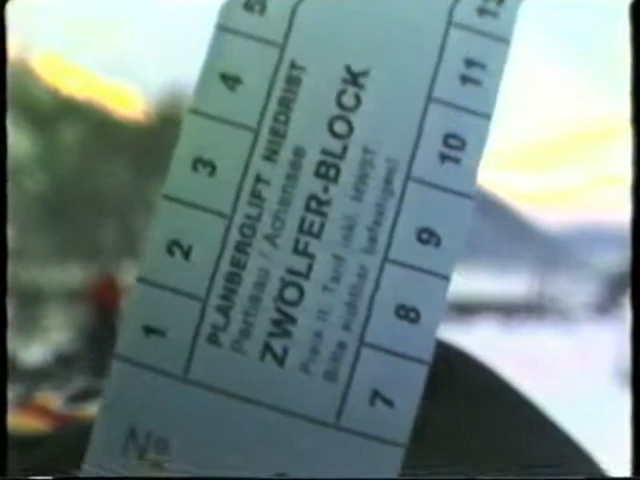 PLANBERGLIFT NIEDRIST
Pertisau / Achensee
ZWÖLFER-BLOCK
Preis lt. Tarif inkl. MWST.
Bitte sichtbar befestigen!
1
2
3
4
5
7
8
9
10
11
12
Nº